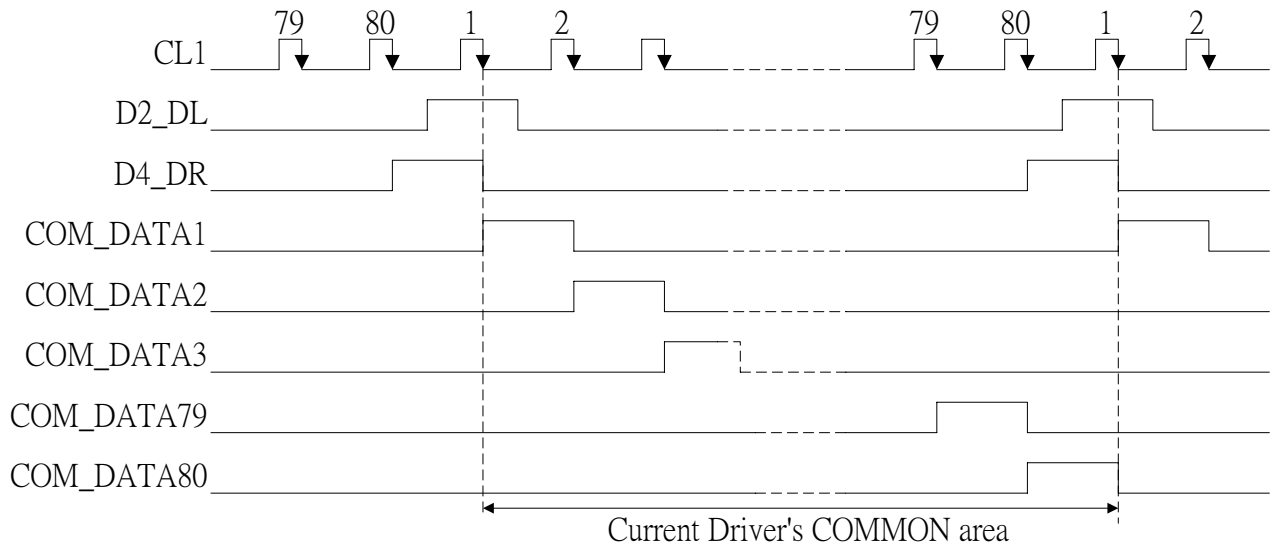 79 80 1 2 79 80 1 2
CL1
D2_DL
D4_DR
COM_DATA1
COM_DATA2
COM_DATA3
COM_DATA79
COM_DATA80
Current Driver's COMMON area